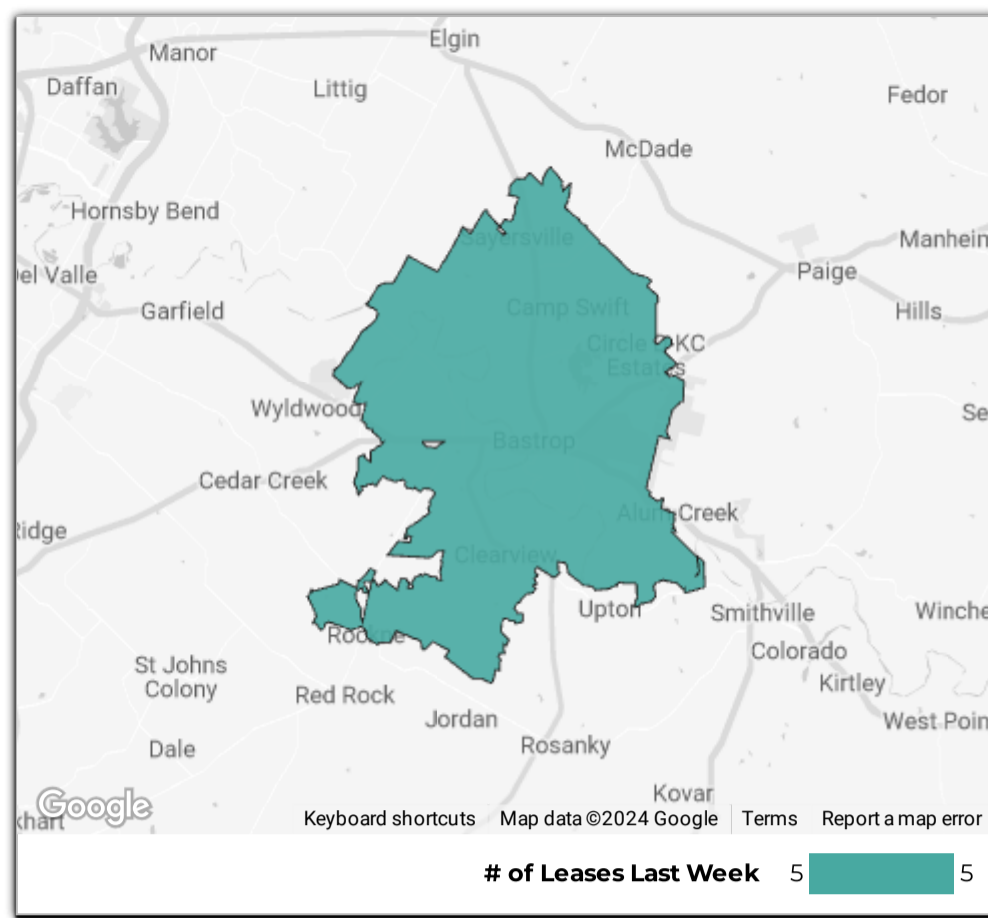 Elgin
Manor
Daffan
Littig
Fedor
McDade
Hornsby Bend
Sayersville
Manhein
el Valle
Paige
Garfield
Camp Swift
Hills
Circle D-KC
Estates
Wyldwood
Se
Bastrop
Cedar Creek
Alum Creek
Ridge
Clearview
Upton
Smithville
Winche
Rockne
Colorado
St Johns
Colony
Kirtley
Red Rock
Jordan
West Poin
Dale
Rosanky
Kovar
Google
khart
Keyboard shortcuts Map data ©2024 Google Terms Report a map error
# of Leases Last Week 5 5